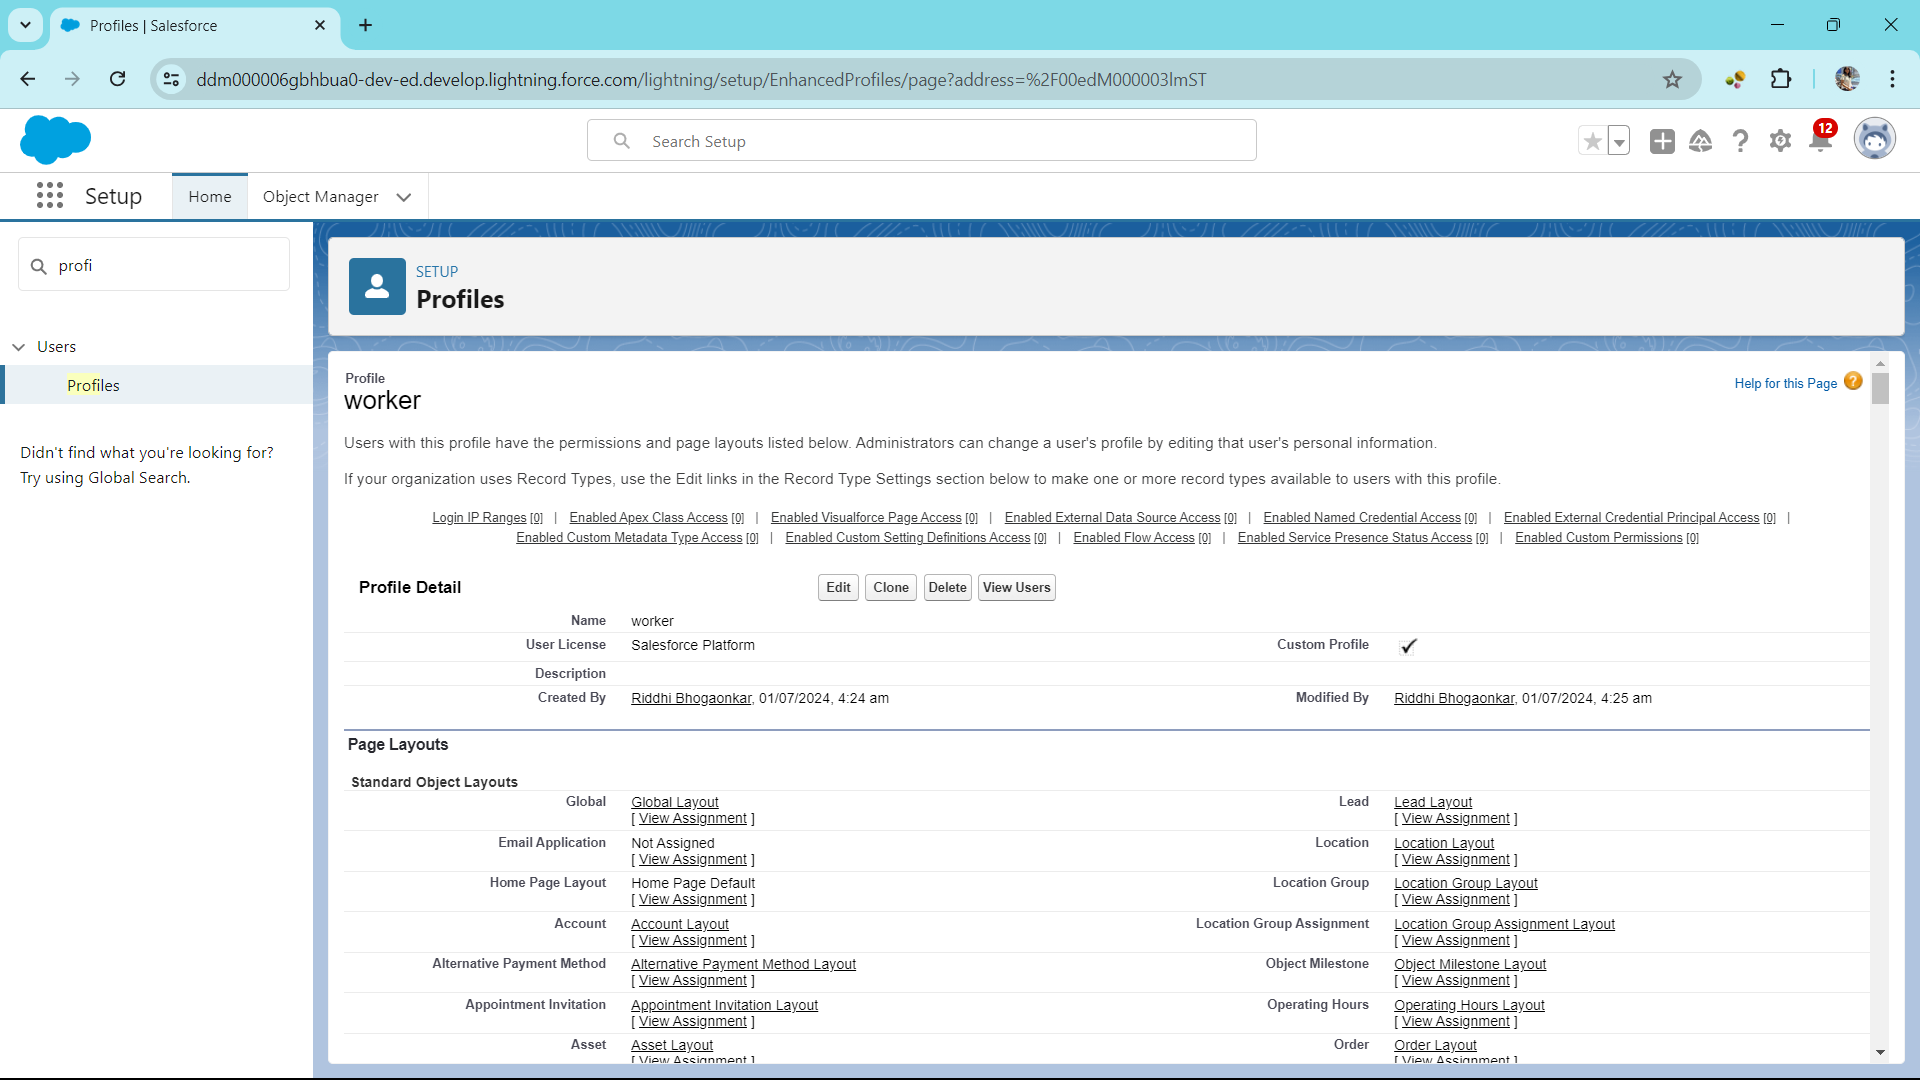 Profiles | Salesforce
ddm000006gbhbua0-dev-ed.develop.lightning.force.com/lightning/setup/EnhancedProfiles/page?address=%2F00edM000003lmST
Search Setup
12
Setup
Home
Object Manager
profi
Users
Profiles
Didn't find what you're looking for?
Try using Global Search.
SETUP
Profiles
Profile
worker
Help for this Page
Users with this profile have the permissions and page layouts listed below. Administrators can change a user's profile by editing that user's personal information.
If your organization uses Record Types, use the Edit links in the Record Type Settings section below to make one or more record types available to users with this profile.
Login IP Ranges [0] | Enabled Apex Class Access [0] | Enabled Visualforce Page Access [0] | Enabled External Data Source Access [0] | Enabled Named Credential Access [0] | Enabled External Credential Principal Access [0] |
Enabled Custom Metadata Type Access [0] | Enabled Custom Setting Definitions Access [0] | Enabled Flow Access [0] | Enabled Service Presence Status Access [0] | Enabled Custom Permissions [0]
Profile Detail Edit Clone Delete View Users
Name worker
User License Salesforce Platform Custom Profile
Description
Created By Riddhi Bhogaonkar, 01/07/2024, 4:24 am Modified By Riddhi Bhogaonkar, 01/07/2024, 4:25 am
Page Layouts
Standard Object Layouts
Global Global Layout Lead Lead Layout
[ View Assignment ] [ View Assignment ]
Email Application Not Assigned Location Location Layout
[ View Assignment ] [ View Assignment ]
Home Page Layout Home Page Default Location Group Location Group Layout
[ View Assignment ] [ View Assignment ]
Account Account Layout Location Group Assignment Location Group Assignment Layout
[ View Assignment ] [ View Assignment ]
Alternative Payment Method Alternative Payment Method Layout Object Milestone Object Milestone Layout
[ View Assignment ] [ View Assignment ]
Appointment Invitation Appointment Invitation Layout Operating Hours Operating Hours Layout
[ View Assignment ] [ View Assignment ]
Asset Asset Layout Order Order Layout
[ View Assignment ] [ View Assignment ]